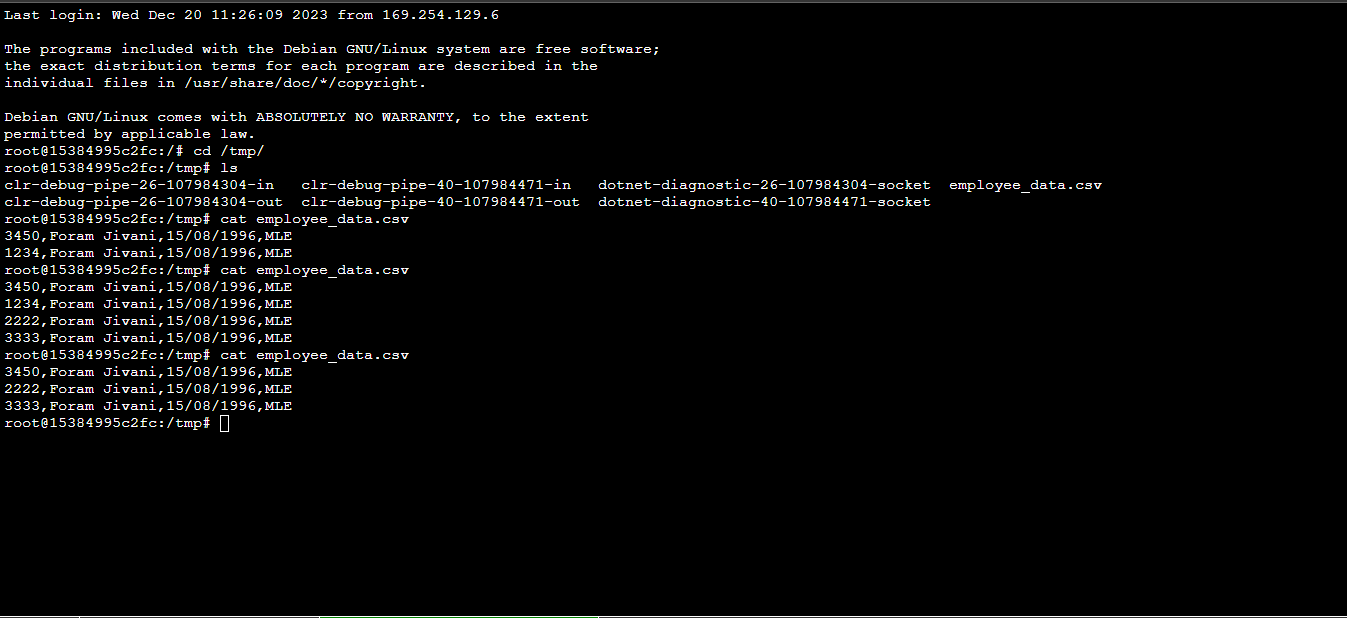 Last login: Wed Dec 20 11:26:09 2023 from 169.254.129.6
The programs included with the Debian GNU/Linux system are free software;
the exact distribution terms for each program are described in the
individual files in /usr/share/doc/*/copyright.
Debian GNU/Linux comes with ABSOLUTELY NO WARRANTY, to the extent
permitted by applicable law.
root@15384995c2fc:/# cd /tmp/
root@15384995c2fc:/tmp# ls
clr-debug-pipe-26-107984304-in   clr-debug-pipe-40-107984471-in   dotnet-diagnostic-26-107984304-socket  employee_data.csv
clr-debug-pipe-26-107984304-out  clr-debug-pipe-40-107984471-out  dotnet-diagnostic-40-107984471-socket
root@15384995c2fc:/tmp# cat employee_data.csv
3450,Foram Jivani,15/08/1996,MLE
1234,Foram Jivani,15/08/1996,MLE
root@15384995c2fc:/tmp# cat employee_data.csv
3450,Foram Jivani,15/08/1996,MLE
1234,Foram Jivani,15/08/1996,MLE
2222,Foram Jivani,15/08/1996,MLE
3333,Foram Jivani,15/08/1996,MLE
root@15384995c2fc:/tmp# cat employee_data.csv
3450,Foram Jivani,15/08/1996,MLE
2222,Foram Jivani,15/08/1996,MLE
3333,Foram Jivani,15/08/1996,MLE
root@15384995c2fc:/tmp#